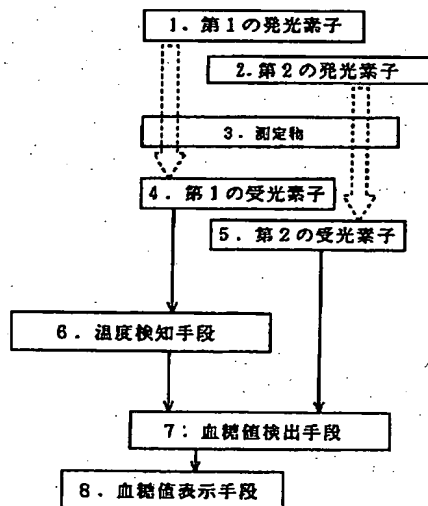 1. 第1の発光素子
2. 第2の発光素子
3. 測定物
4. 第1の受光素子
5. 第2の受光素子
6. 温度検知手段
7: 血糖値検出手段
8. 血糖値表示手段